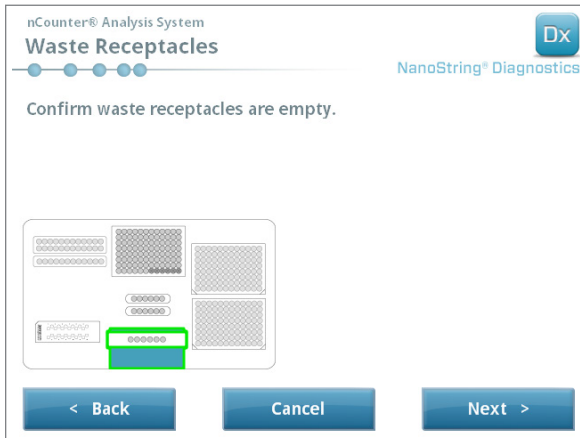 nCounter® Analysis System
Waste Receptacles
Dx
NanoString® Diagnostics
Confirm waste receptacles are empty.
< Back
Cancel
Next >